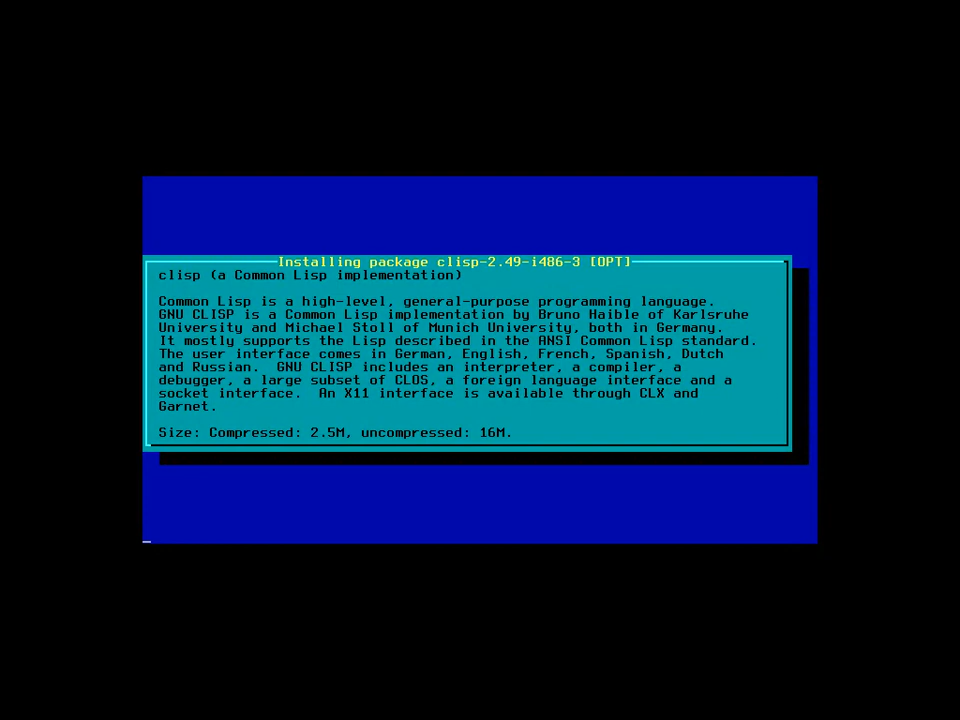 Installing package clisp-2.49-i486-3 [OPT]
clisp (a Common Lisp implementation)
Common Lisp is a high-level, general-purpose programming language.
GNU CLISP is a Common Lisp implementation by Bruno Haible of Karlsruhe
University and Michael Stoll of Munich University, both in Germany.
It mostly supports the Lisp described in the ANSI Common Lisp standard.
The user interface comes in German, English, French, Spanish, Dutch
and Russian.  GNU CLISP includes an interpreter, a compiler, a
debugger, a large subset of CLOS, a foreign language interface and a
socket interface.  An X11 interface is available through CLX and
Garnet.
Size: Compressed: 2.5M, uncompressed: 16M.